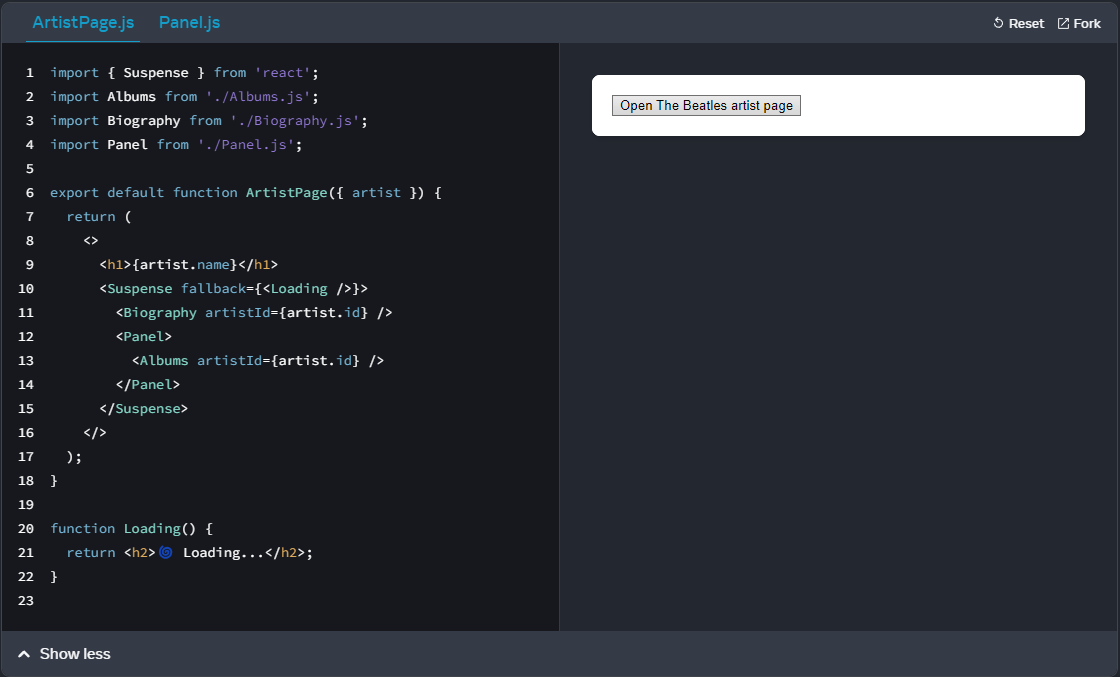 ArtistPage.js Panel.js Reset Fork
1 import { Suspense } from 'react';
2 import Albums from './Albums.js';
3 import Biography from './Biography.js';
4 import Panel from './Panel.js';
5
6 export default function ArtistPage({ artist }) {
7   return (
8     <>
9       <h1>{artist.name}</h1>
10       <Suspense fallback={<Loading />}>
11         <Biography artistId={artist.id} />
12         <Panel>
13           <Albums artistId={artist.id} />
14         </Panel>
15       </Suspense>
16     </>
17   );
18 }
19
20 function Loading() {
21   return <h2>🌀 Loading...</h2>;
22 }
23
Open The Beatles artist page
Show less